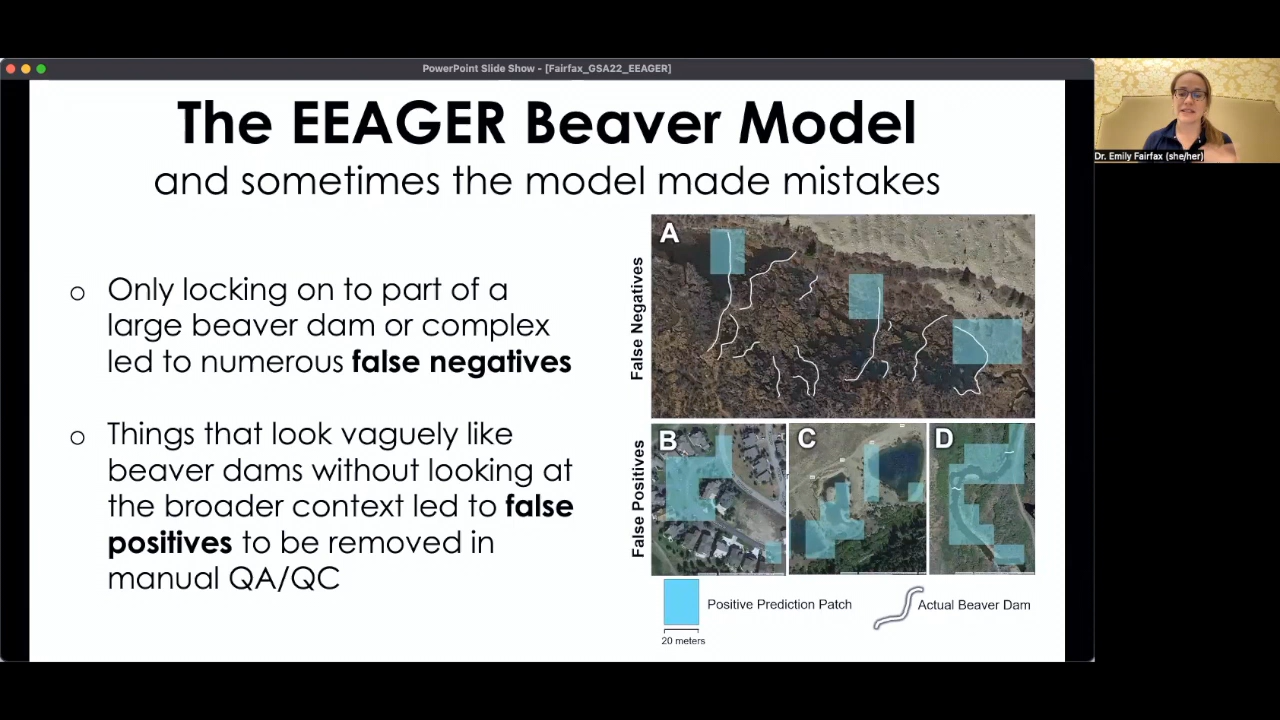 PowerPoint Slide Show - [Fairfax_GSA22_EEAGER]
The EEAGER Beaver Model
and sometimes the model made mistakes
Dr. Emily Fairfax (she/her)
o Only locking on to part of a
large beaver dam or complex
led to numerous false negatives
o Things that look vaguely like
beaver dams without looking at
the broader context led to false
positives to be removed in
manual QA/QC
False Negatives
A
False Positives
B
C
D
Positive Prediction Patch
Actual Beaver Dam
20 meters